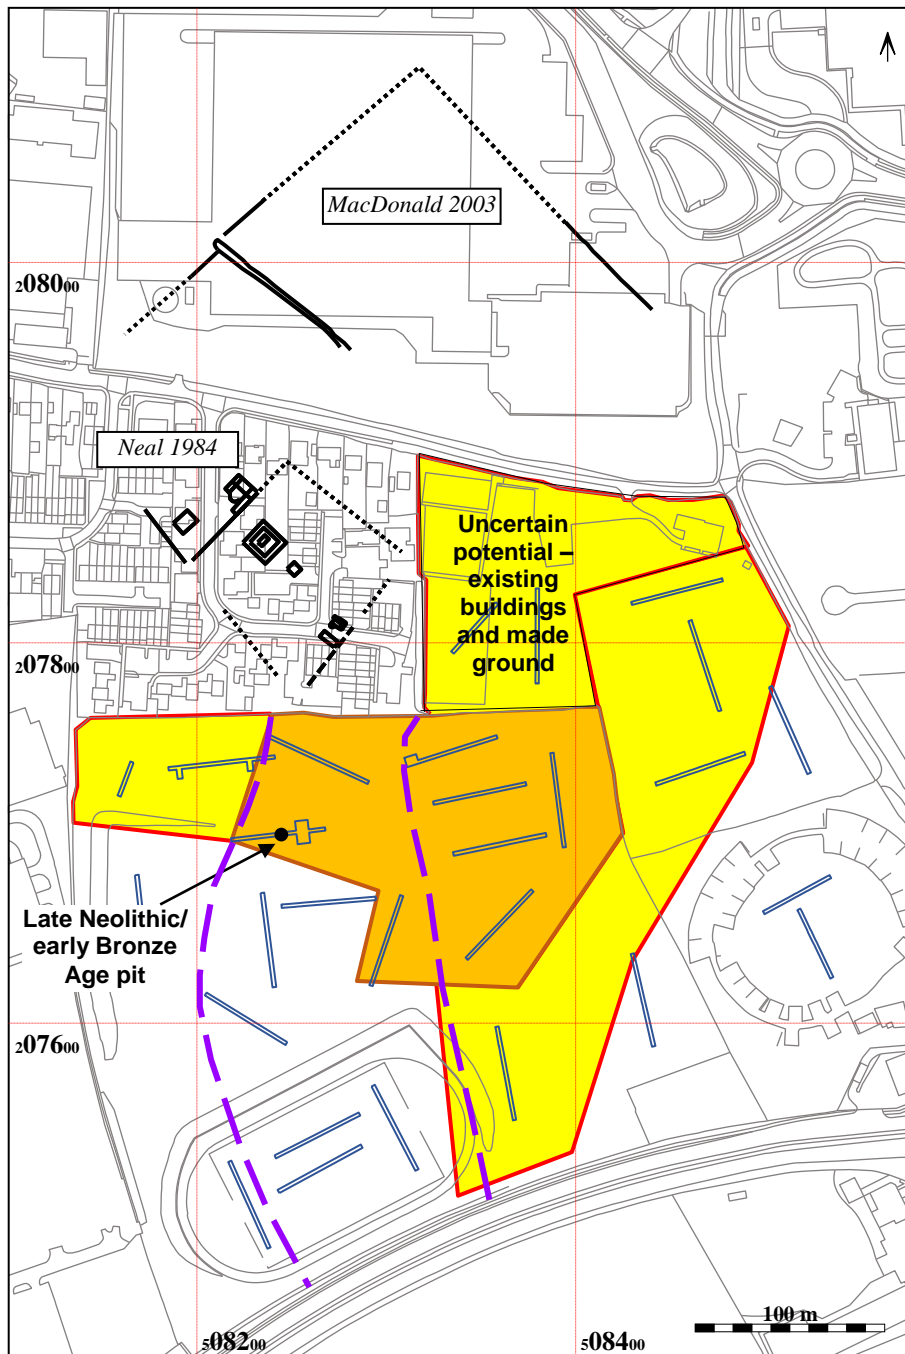 MacDonald 2003
208000
Neal 1984
Uncertain
potential –
existing
buildings
and made
ground
207800
Late Neolithic/
early Bronze
Age pit
207600
508200
508400
100 m